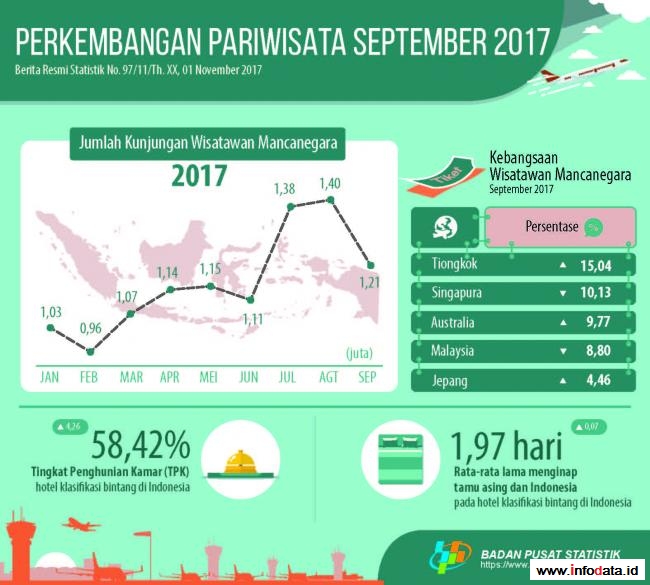 PERKEMBANGAN PARIWISATA SEPTEMBER 2017
Berita Resmi Statistik No. 97/11/Th. XX, 01 November 2017
Jumlah Kunjungan Wisatawan Mancanegara
2017
1,03
0,96
1,07
1,14
1,15
1,11
1,38
1,40
1,21
(juta)
JAN FEB MAR APR MEI JUN JUL AGT SEP
Tiket
Kebangsaan
Wisatawan Mancanegara
September 2017
Persentase %
Tiongkok ▲ 15,04
Singapura ▼ 10,13
Australia ▲ 9,77
Malaysia ▼ 8,80
Jepang ▲ 4,46
▲ 4,26
58,42%
Tingkat Penghunian Kamar (TPK)
hotel klasifikasi bintang di Indonesia
▲ 0,07
1,97 hari
Rata-rata lama menginap
tamu asing dan Indonesia
pada hotel klasifikasi bintang di Indonesia
BADAN PUSAT STATISTIK
https://www.
www.infodata.id